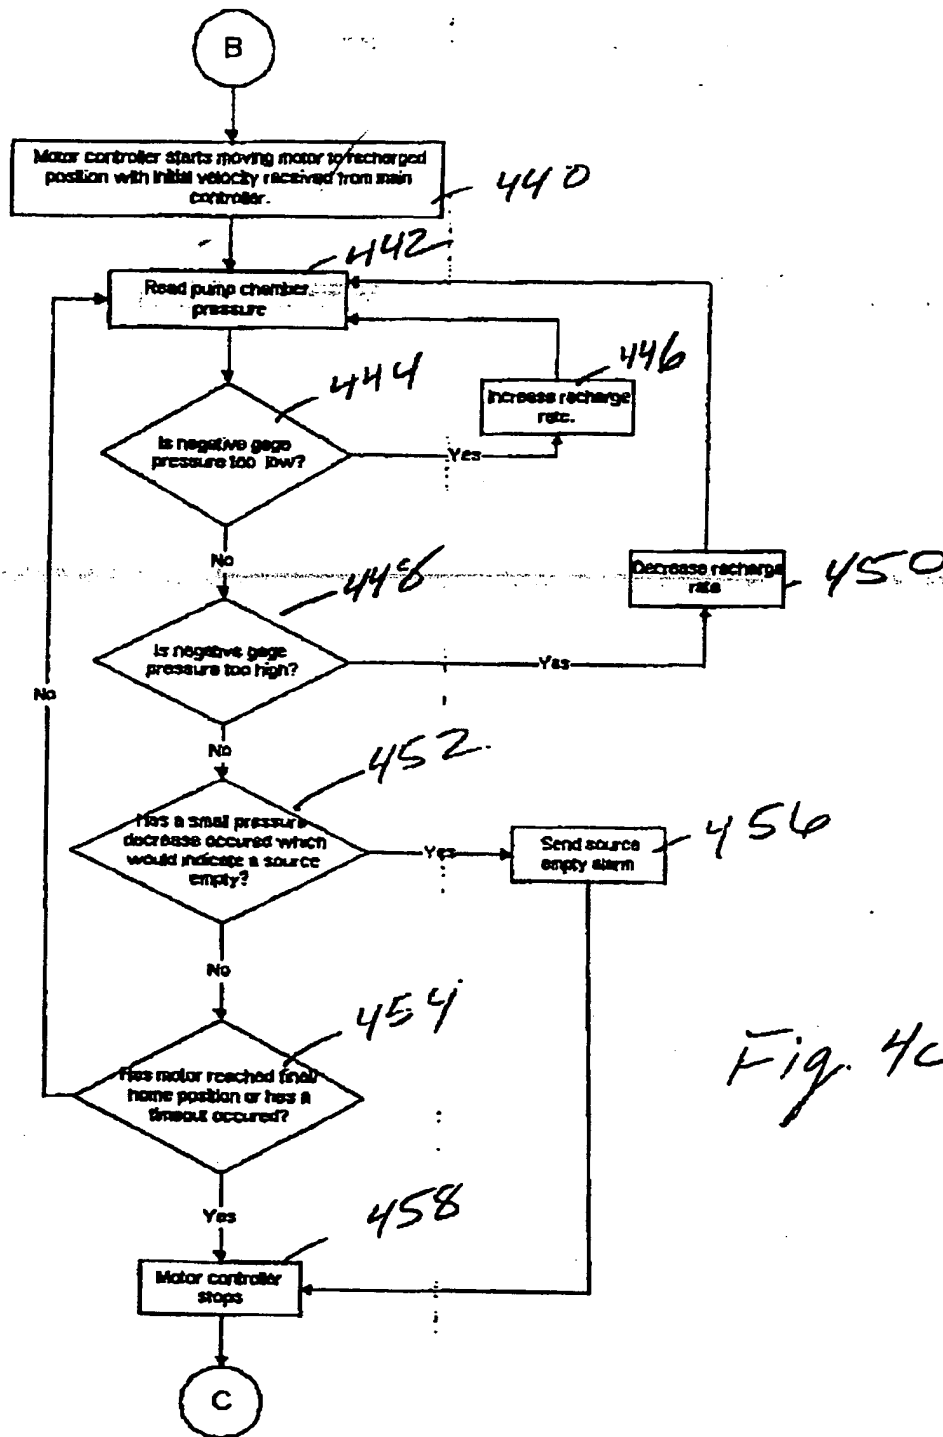 B
Motor controller starts moving motor to recharged
position with initial velocity received from main
controller.
440
442
Read pump chamber
pressure
444
446
Increase recharge
rate.
Is negative gage
pressure too low?
Yes
No
448
Decrease recharge
rate
450
Is negative gage
pressure too high?
Yes
No
No
452
Has a small pressure
decrease occured which
would indicate a source
empty?
Yes
Send source
empty alarm
456
No
454
Has motor reached final
home position or has a
timeout occured?
Fig. 4c
Yes
458
Motor controller
stops
C